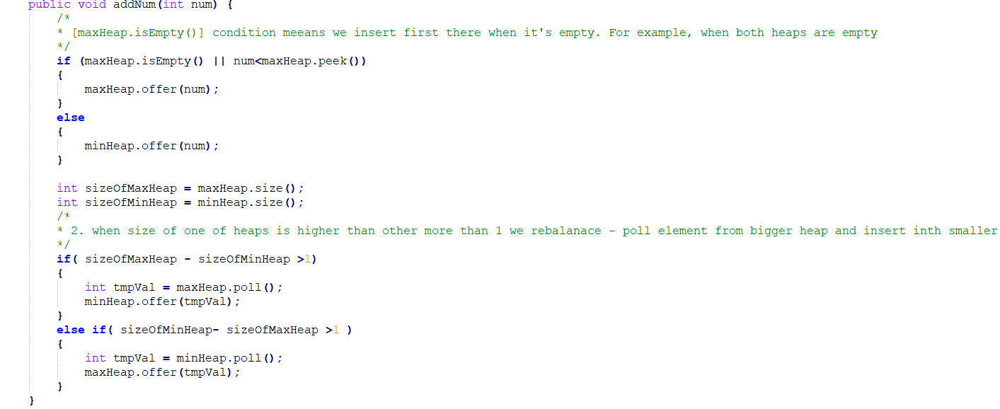 public void addNum(int num) {
/*
* [maxHeap.isEmpty()] condition meeans we insert first there when it's empty. For example, when both heaps are empty
*/
if (maxHeap.isEmpty() || num<maxHeap.peek())
{
maxHeap.offer(num);
}
else
{
minHeap.offer(num);
}
int sizeOfMaxHeap = maxHeap.size();
int sizeOfMinHeap = minHeap.size();
/*
* 2. when size of one of heaps is higher than other more than 1 we rebalanace - poll element from bigger heap and insert inth smaller
*/
if( sizeOfMaxHeap - sizeOfMinHeap >1)
{
int tmpVal = maxHeap.poll();
minHeap.offer(tmpVal);
}
else if( sizeOfMinHeap- sizeOfMaxHeap >1 )
{
int tmpVal = minHeap.poll();
maxHeap.offer(tmpVal);
}
}